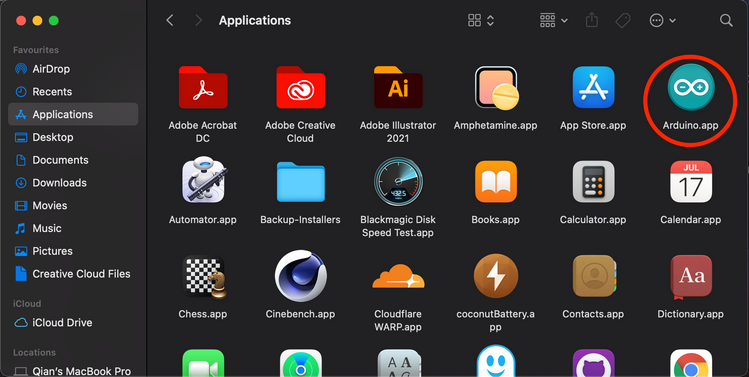 Applications
Favourites
AirDrop
Recents
Applications
Desktop
Documents
Downloads
Movies
Music
Pictures
Creative Cloud Files
iCloud
iCloud Drive
Locations
Qian's MacBook Pro
Adobe Acrobat
DC
Adobe Creative
Cloud
Ai
Adobe Illustrator
2021
Amphetamine.app
App Store.app
Arduino.app
Automator.app
Backup-Installers
432.5
Blackmagic Disk
Speed Test.app
Books.app
Calculator.app
JUL
17
Calendar.app
Chess.app
Cinebench.app
Cloudflare
WARP.app
coconutBattery.a
pp
Contacts.app
Aa
Dictionary.app